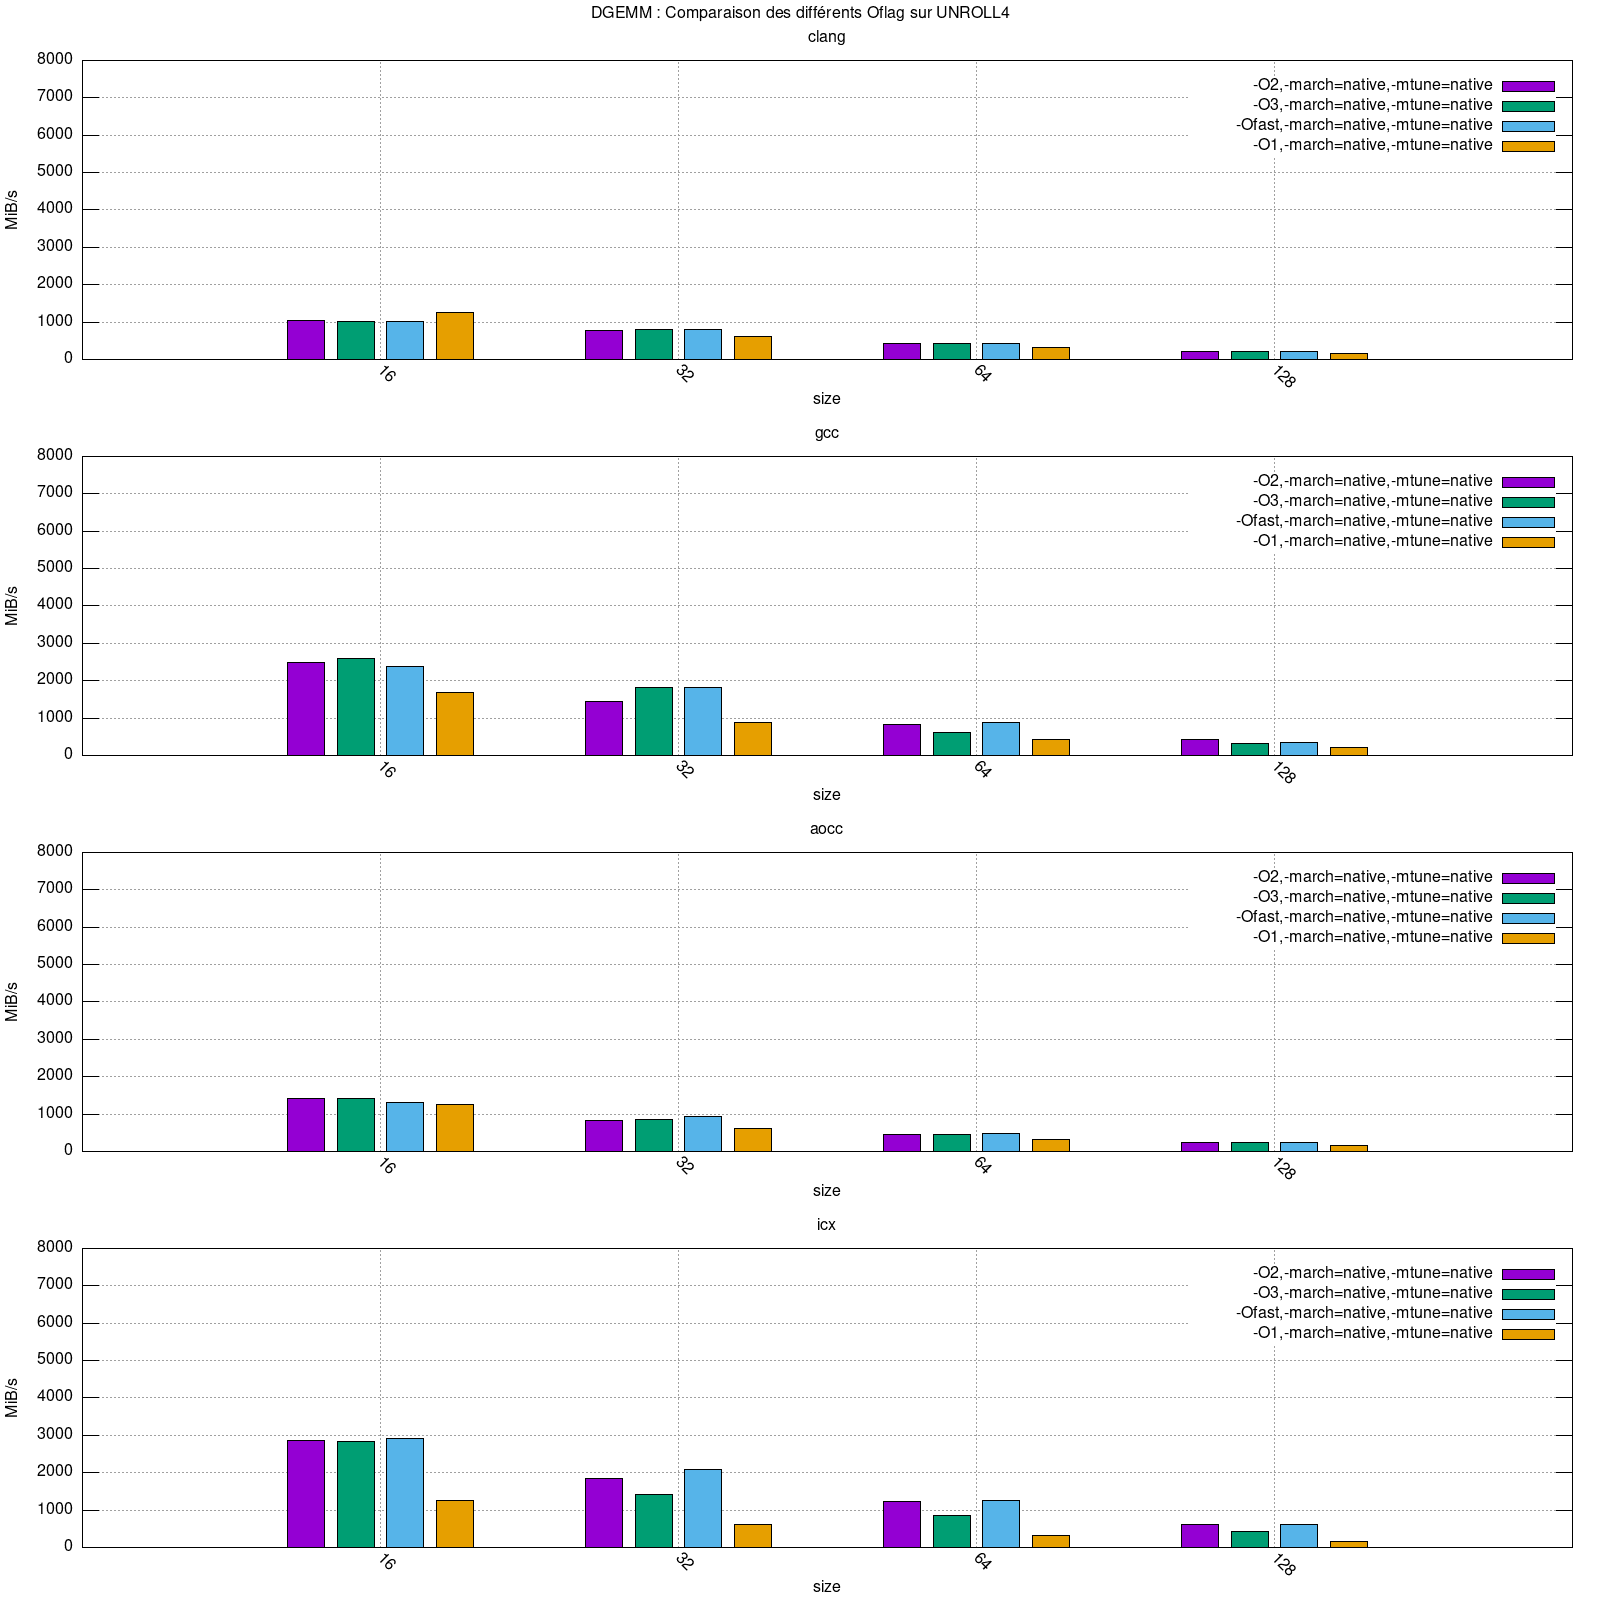 DGEMM : Comparaison des différents Oflag sur UNROLL4
clang
8000
7000
6000
5000
4000
3000
2000
1000
0
MiB/s
-O2,-march=native,-mtune=native
-O3,-march=native,-mtune=native
-Ofast,-march=native,-mtune=native
-O1,-march=native,-mtune=native
16 32 64 128
size
gcc
8000
7000
6000
5000
4000
3000
2000
1000
0
MiB/s
-O2,-march=native,-mtune=native
-O3,-march=native,-mtune=native
-Ofast,-march=native,-mtune=native
-O1,-march=native,-mtune=native
16 32 64 128
size
aocc
8000
7000
6000
5000
4000
3000
2000
1000
0
MiB/s
-O2,-march=native,-mtune=native
-O3,-march=native,-mtune=native
-Ofast,-march=native,-mtune=native
-O1,-march=native,-mtune=native
16 32 64 128
size
icx
8000
7000
6000
5000
4000
3000
2000
1000
0
MiB/s
-O2,-march=native,-mtune=native
-O3,-march=native,-mtune=native
-Ofast,-march=native,-mtune=native
-O1,-march=native,-mtune=native
16 32 64 128
size